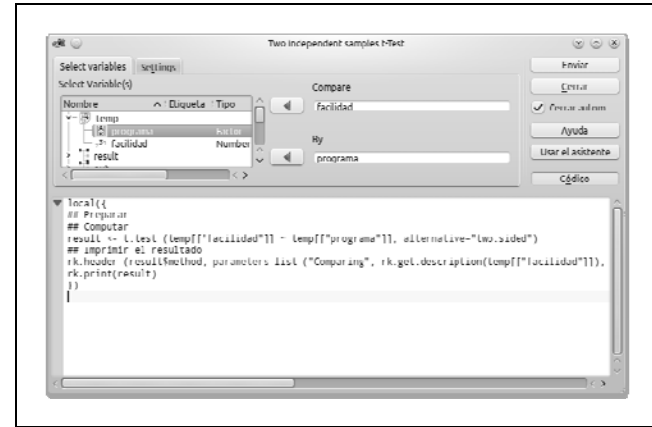 Two independent samples t-Test
Select variables Settings
Select Variable(s)
Nombre Etiqueta Tipo
temp
programa Factor
facilidad Number
result
Compare
facilidad
By
programa
Enviar
Cerrar
Cerrar autom
Ayuda
Usar el asistente
Código
local({
## Preparar
## Computar
result <- t.test (temp[["facilidad"]] ~ temp[["programa"]], alternative="two.sided")
## imprimir el resultado
rk.header (result$method, parameters list ("Comparing", rk.get.description(temp[["facilidad"]]),
rk.print(result)
})